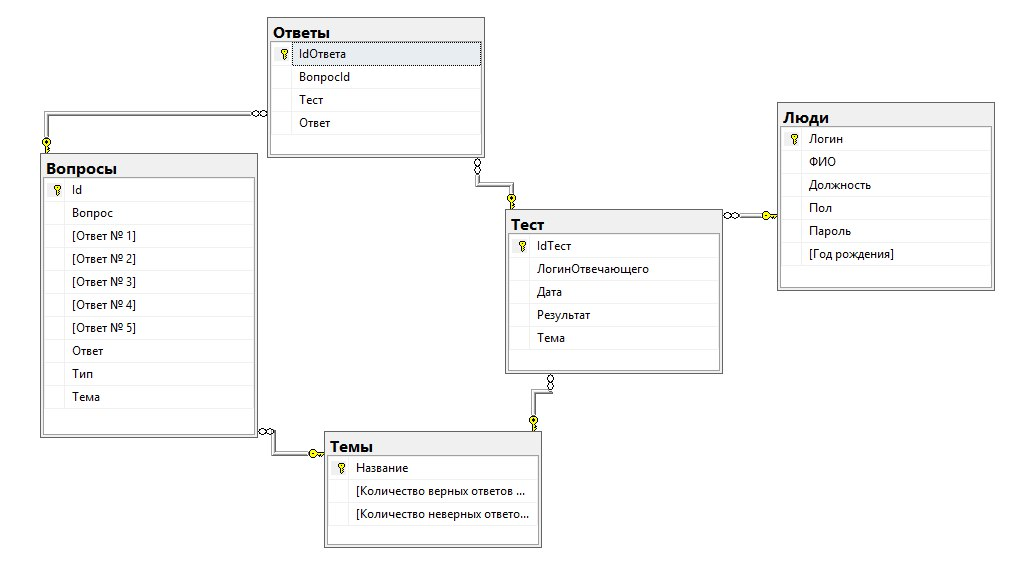 Ответы
IdОтвета
ВопросId
Тест
Ответ
Вопросы
Id
Вопрос
[Ответ № 1]
[Ответ № 2]
[Ответ № 3]
[Ответ № 4]
[Ответ № 5]
Ответ
Тип
Тема
Тест
IdТест
ЛогинОтвечающего
Дата
Результат
Тема
Люди
Логин
ФИО
Должность
Пол
Пароль
[Год рождения]
Темы
Название
[Количество верных ответов ...
[Количество неверных ответо...